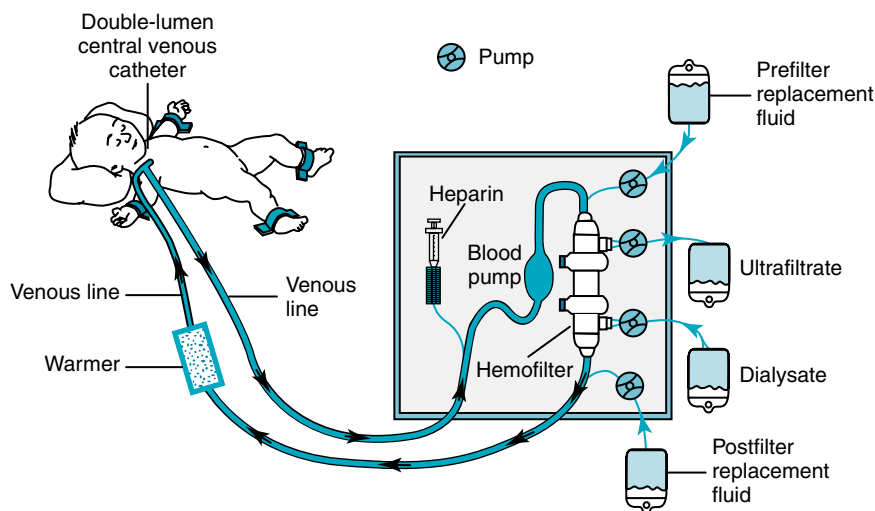 Double-lumen
central venous
catheter
Pump
Prefilter
replacement
fluid
Heparin
Blood
pump
Ultrafiltrate
Venous line
Venous
line
Warmer
Hemofilter
Dialysate
Postfilter
replacement
fluid